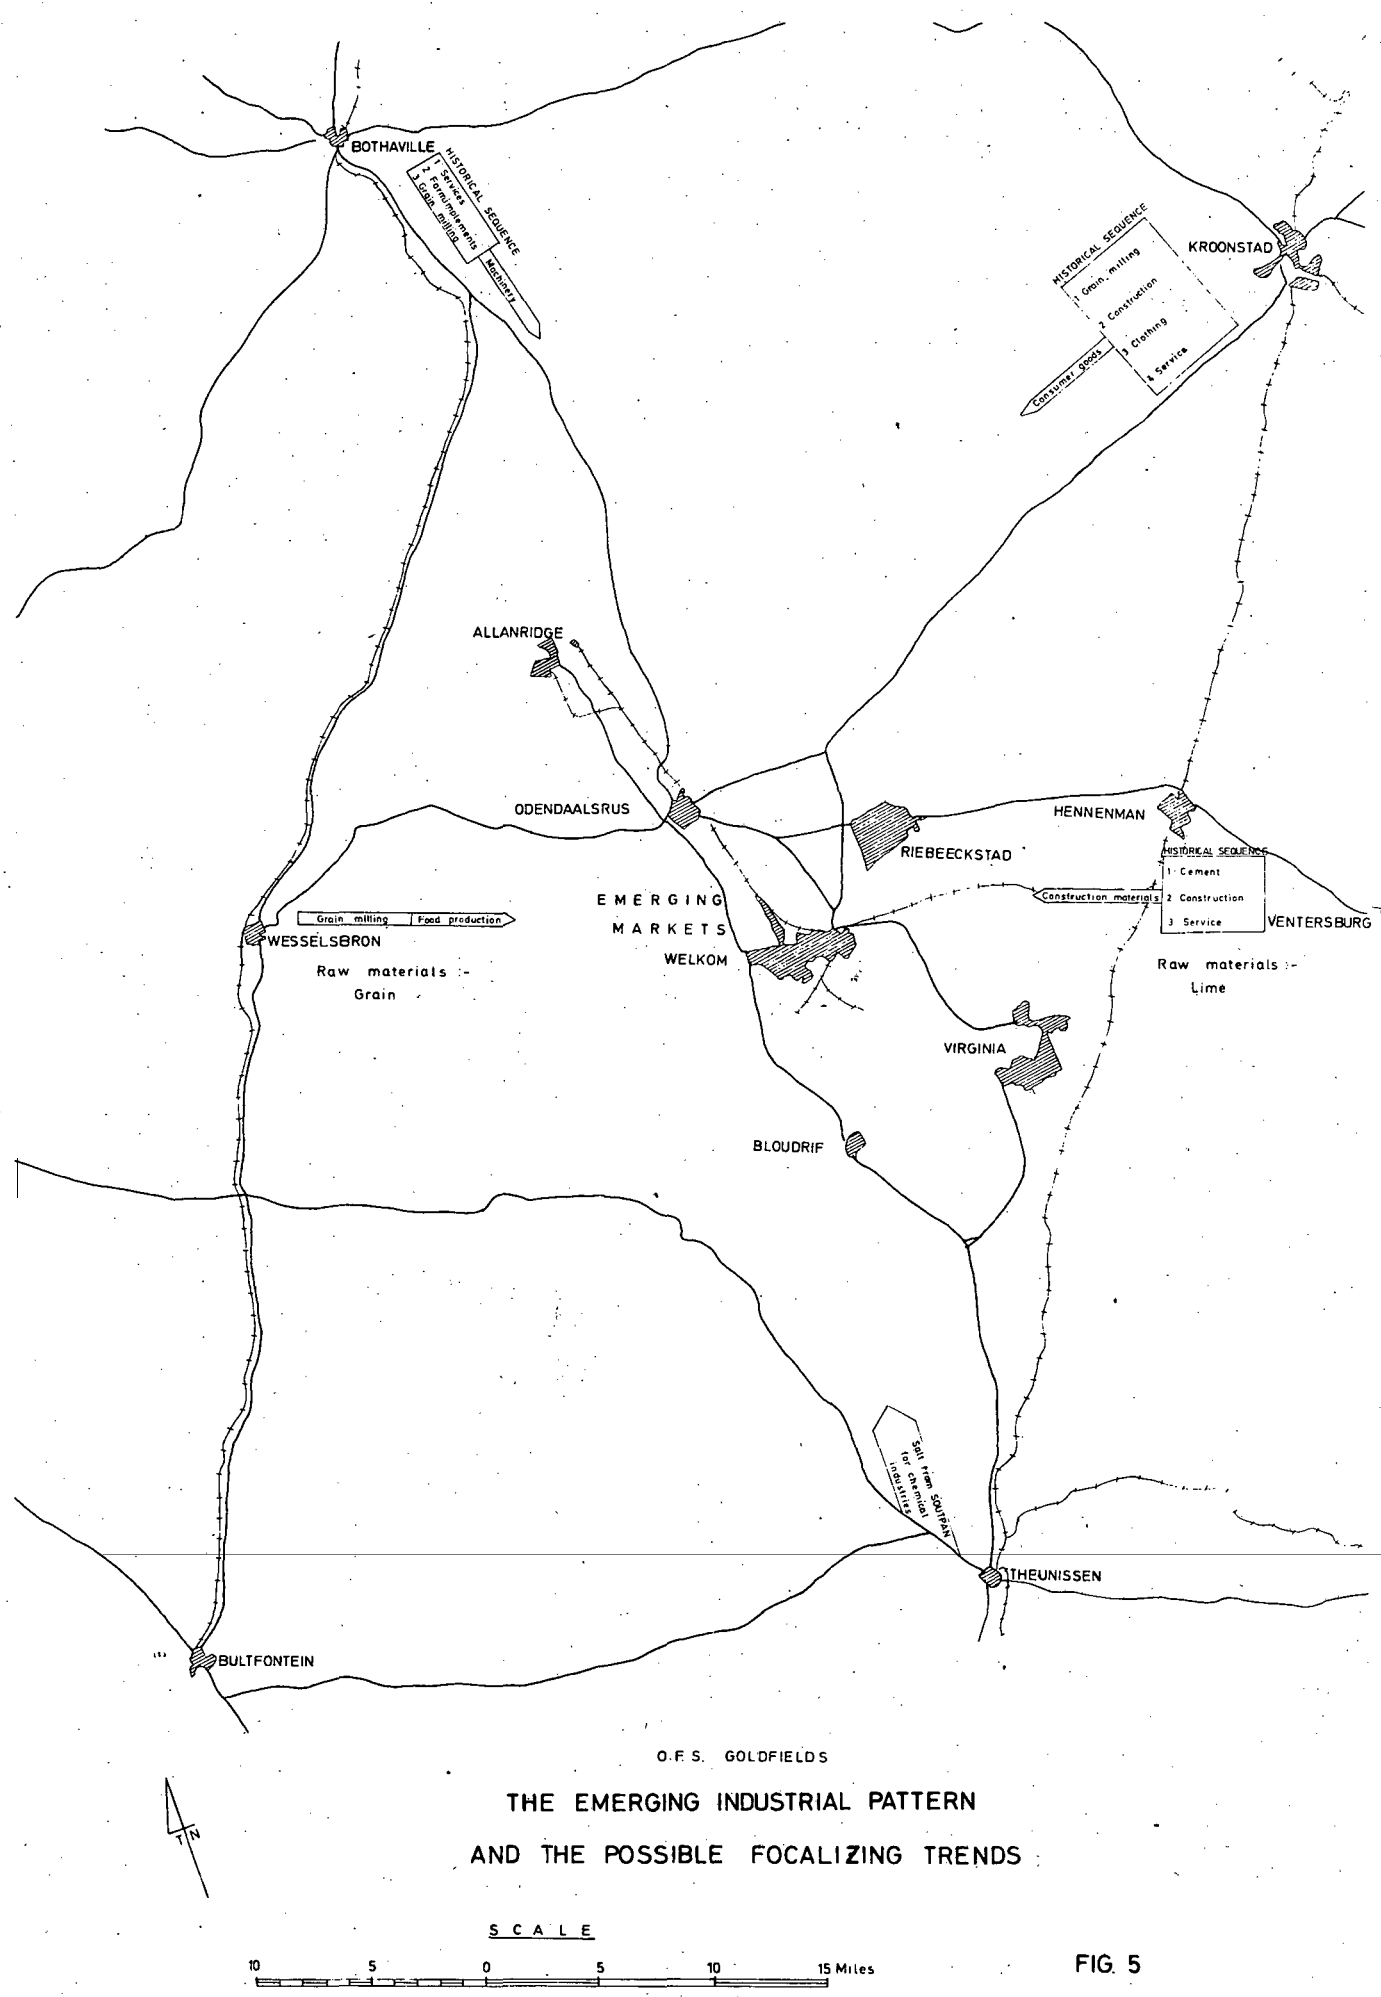 BOTHAVILLE
HISTORICAL SEQUENCE
1 Services
2 Farmimplements
3 Grain milling
Machinery
KROONSTAD
HISTORICAL SEQUENCE
1 Grain milling
2 Construction
3 Clothing
4 Service
Consumer goods
ALLANRIDGE
ODENDAALSRUS
HENNENMAN
RIEBEECKSTAD
HISTORICAL SEQUENCE
1 Cement
2 Construction
3 Service
Construction materials
VENTERSBURG
Raw materials :-
Lime
EMERGING
MARKETS
WELKOM
Grain milling
Food production
WESSELSBRON
Raw materials :-
Grain
VIRGINIA
BLOUDRIF
Salt from SOUTPAN
for chemical
industries
THEUNISSEN
BULTFONTEIN
O.F.S. GOLDFIELDS
THE EMERGING INDUSTRIAL PATTERN
AND THE POSSIBLE FOCALIZING TRENDS
T N
SCALE
10 5 0 5 10 15 Miles
FIG. 5